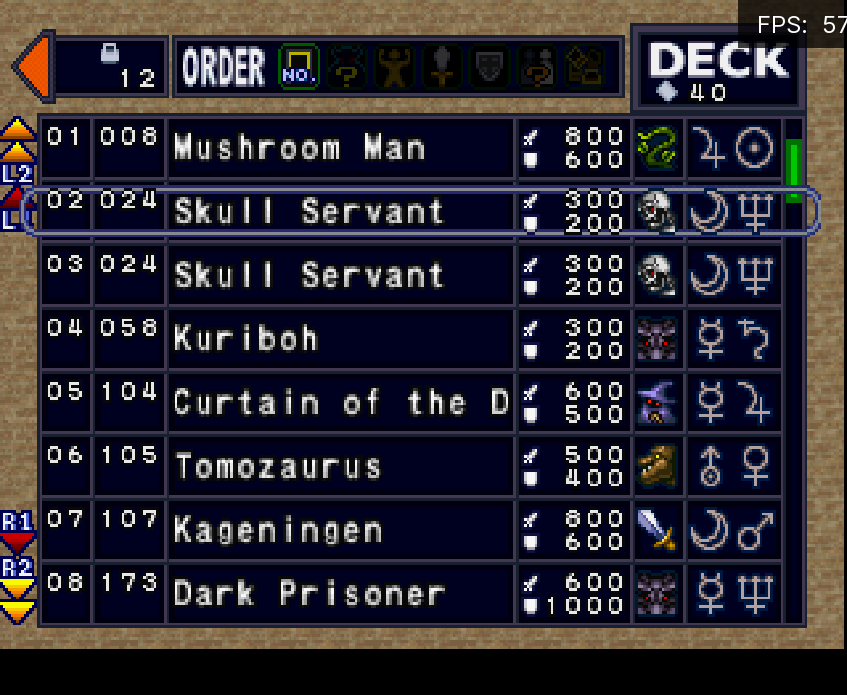 FPS: 57
12 ORDER NO. ? ? DECK
40
01 008 Mushroom Man 800 600
L2
02 024 Skull Servant 300 200
03 024 Skull Servant 300 200
04 058 Kuriboh 300 200
05 104 Curtain of the D 600 500
06 105 Tomozaurus 500 400
R1
07 107 Kageningen 800 600
R2
08 173 Dark Prisoner 600 1000